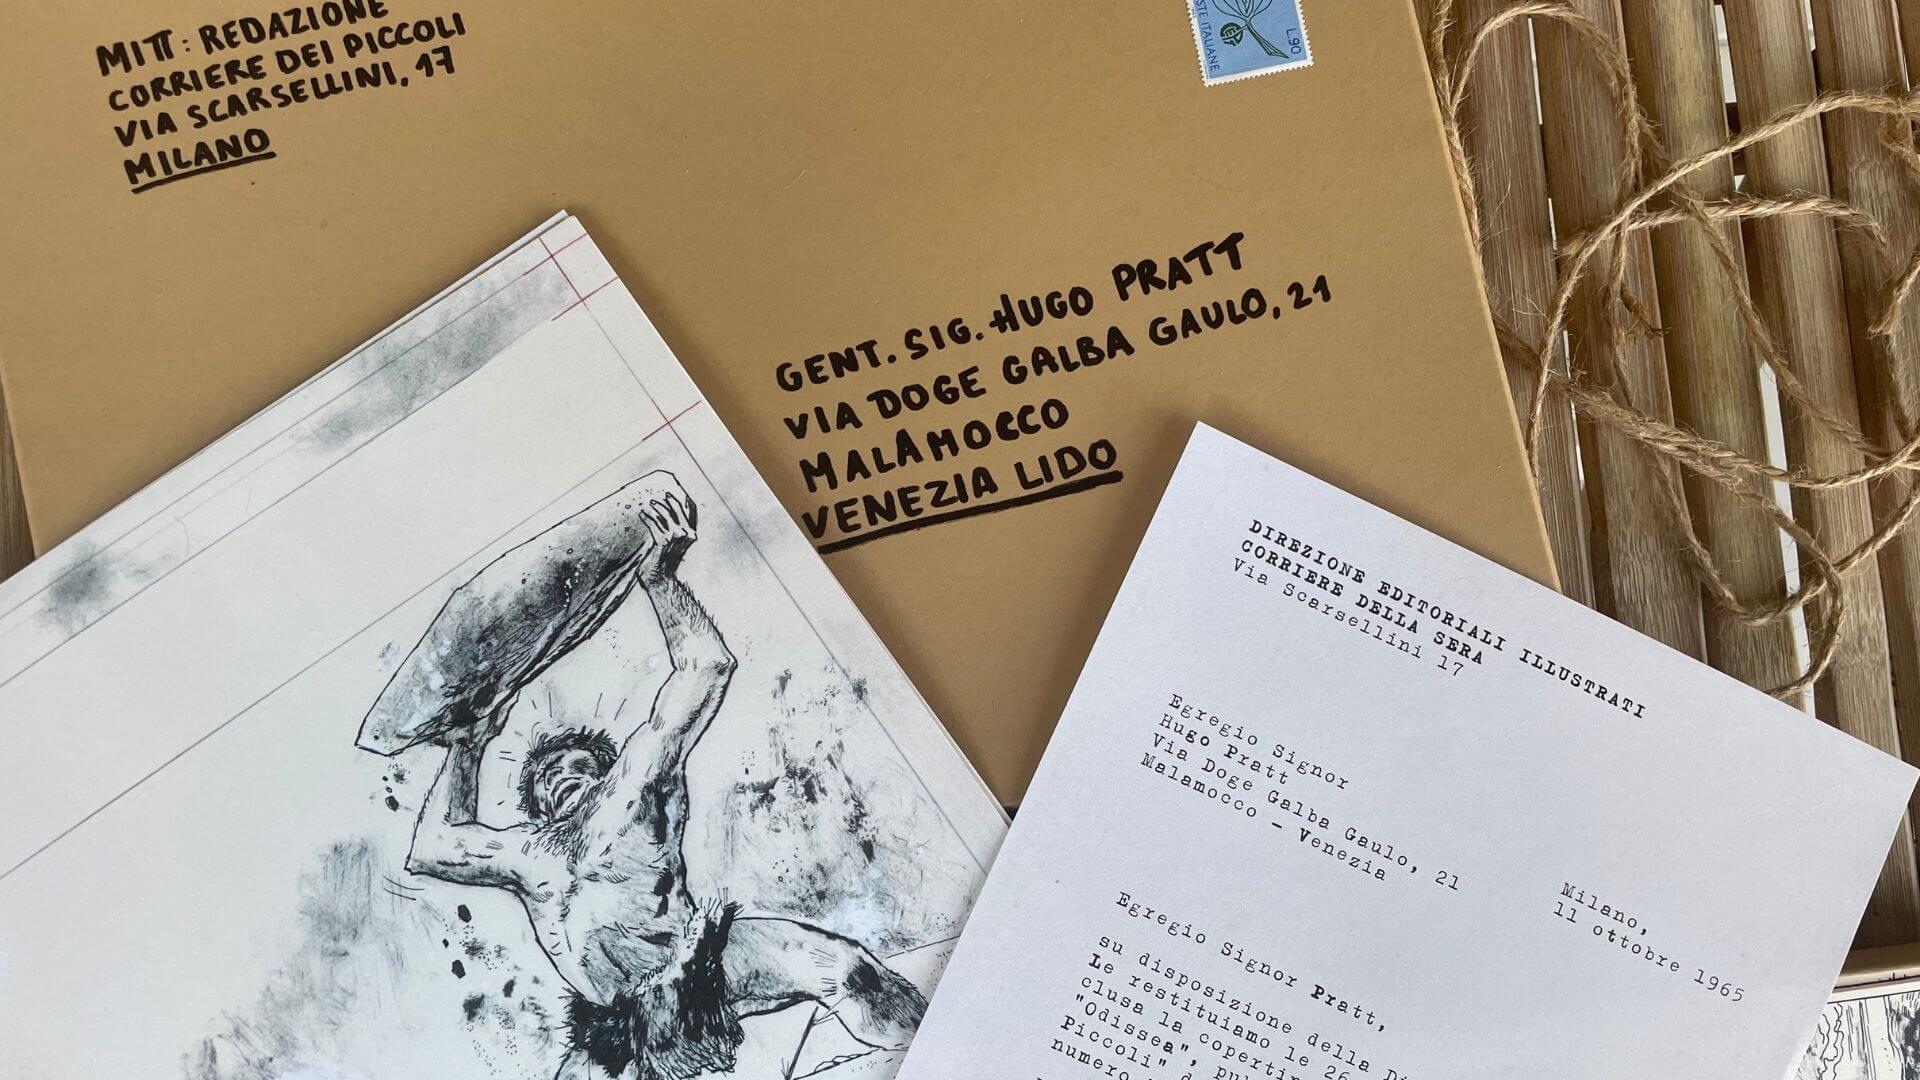 MITT: REDAZIONE
CORRIERE DEI PICCOLI
VIA SCARSELLINI, 17
MILANO
POSTE ITALIANE
L.90
GENT. SIG. HUGO PRATT
VIA DOGE GALBA GAULO, 21
MALAMOCCO
VENEZIA LIDO
DIREZIONE EDITORIALI ILLUSTRATI
CORRIERE DELLA SERA
Via Scarsellini 17
Egregio Signor
Hugo Pratt
Via Doge Galba Gaulo, 21
Malamocco - Venezia
Milano,
11 ottobre 1965
Egregio Signor Pratt,
su disposizione della
Le restituiamo le 26
clusa la
"Odissea",
Piccoli"
numero